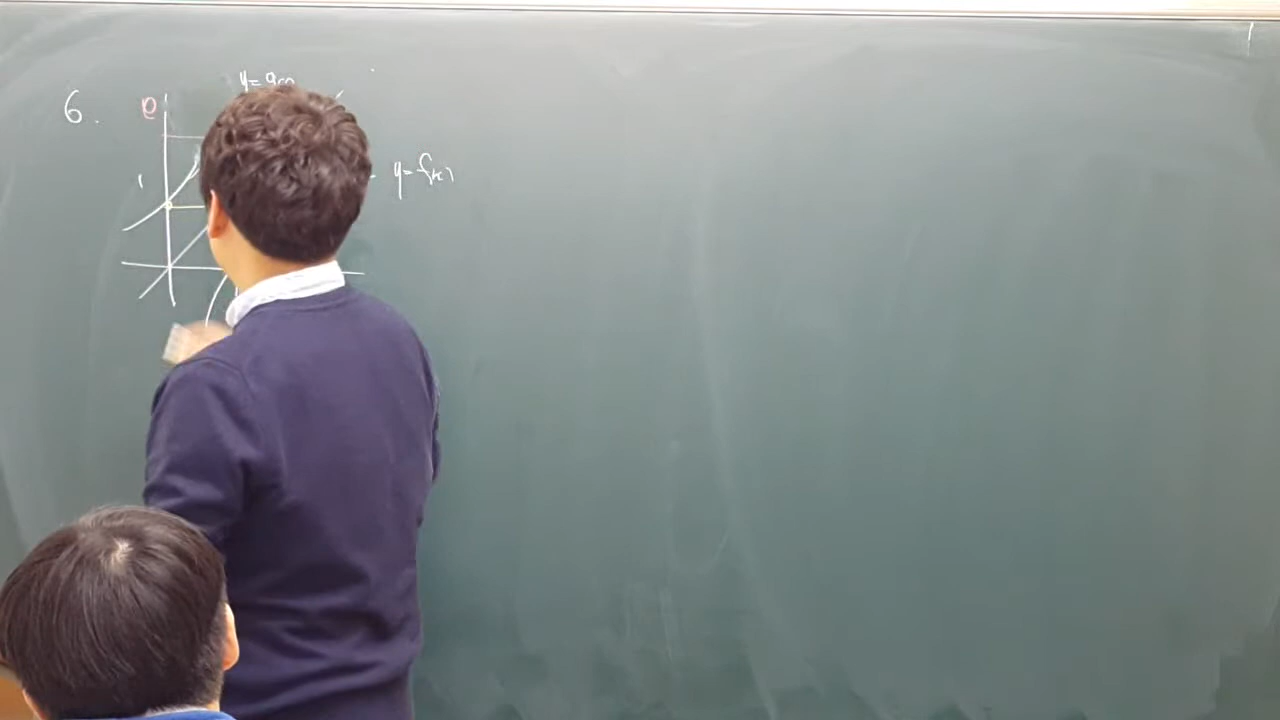 6.
e
y=g(x)
1
y=f(x)